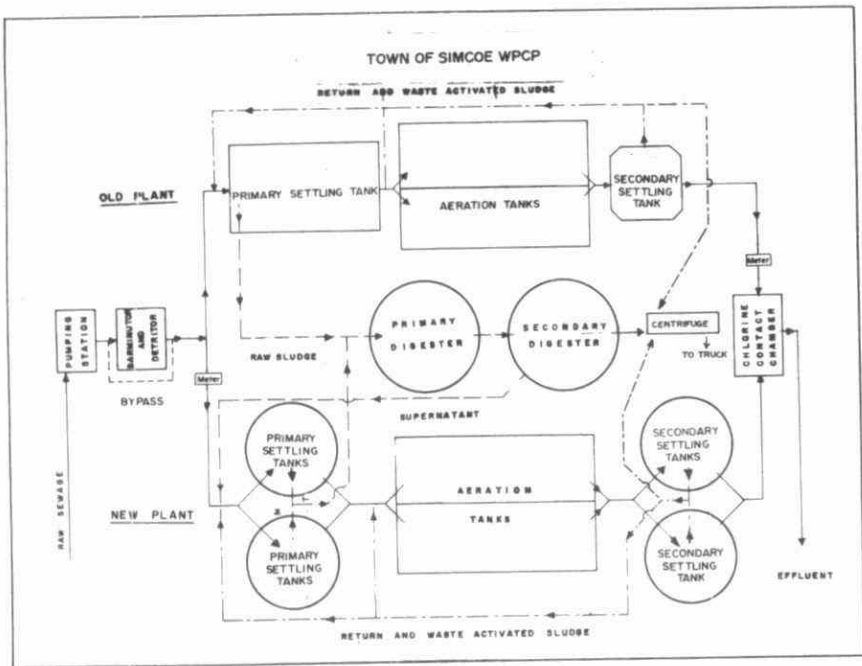 TOWN OF SIMCOE WPCP
RETURN AND WASTE ACTIVATED SLUDGE
OLD PLANT
PRIMARY SETTLING TANK
AERATION TANKS
SECONDARY
SETTLING
TANK
Meter
PUMPING
STATION
BARMINUTOR
AND
DETRITOR
BYPASS
Meter
RAW SLUDGE
PRIMARY
DIGESTER
SECONDARY
DIGESTER
CENTRIFUGE
TO TRUCK
CHLORINE
CONTACT
CHAMBER
SUPERNATANT
RAW SEWAGE
NEW PLANT
PRIMARY
SETTLING
TANKS
PRIMARY
SETTLING
TANKS
AERATION
TANKS
SECONDARY
SETTLING
TANKS
SECONDARY
SETTLING
TANK
EFFLUENT
RETURN AND WASTE ACTIVATED SLUDGE